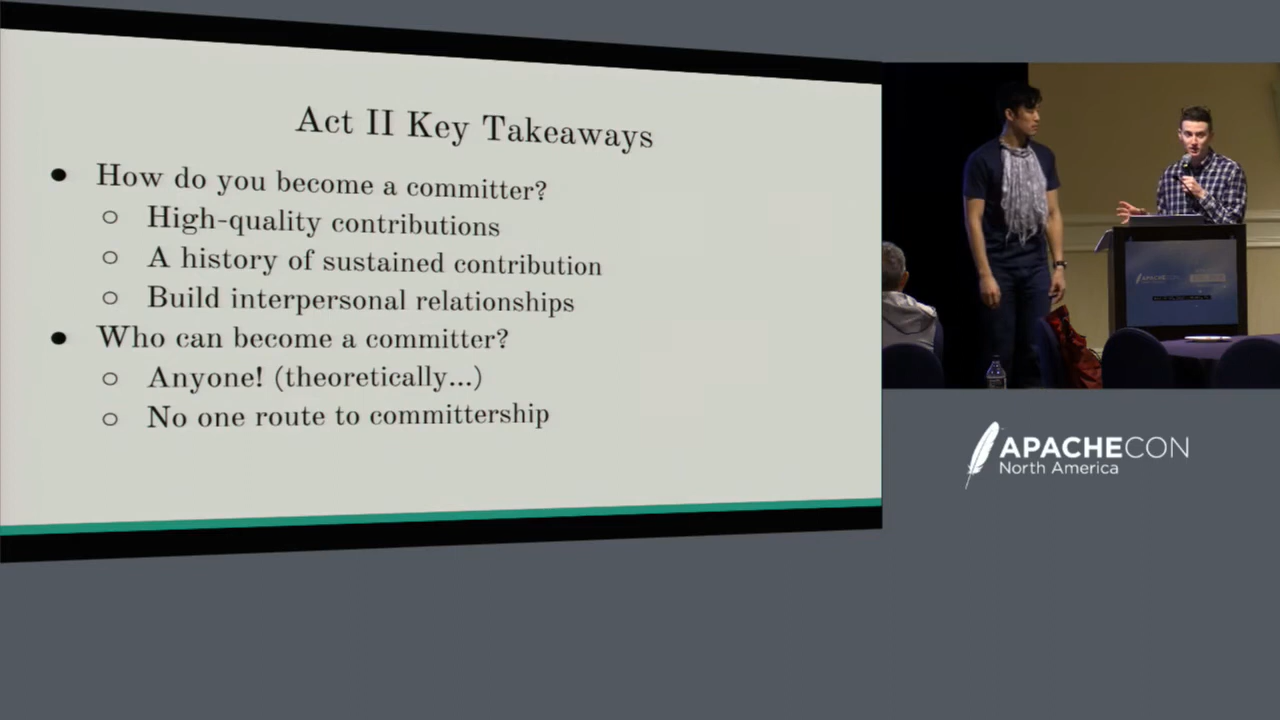 Act II Key Takeaways
● How do you become a committer?
○ High-quality contributions
○ A history of sustained contribution
○ Build interpersonal relationships
● Who can become a committer?
○ Anyone! (theoretically...)
○ No one route to committership
APACHECON
North America
APACHECON